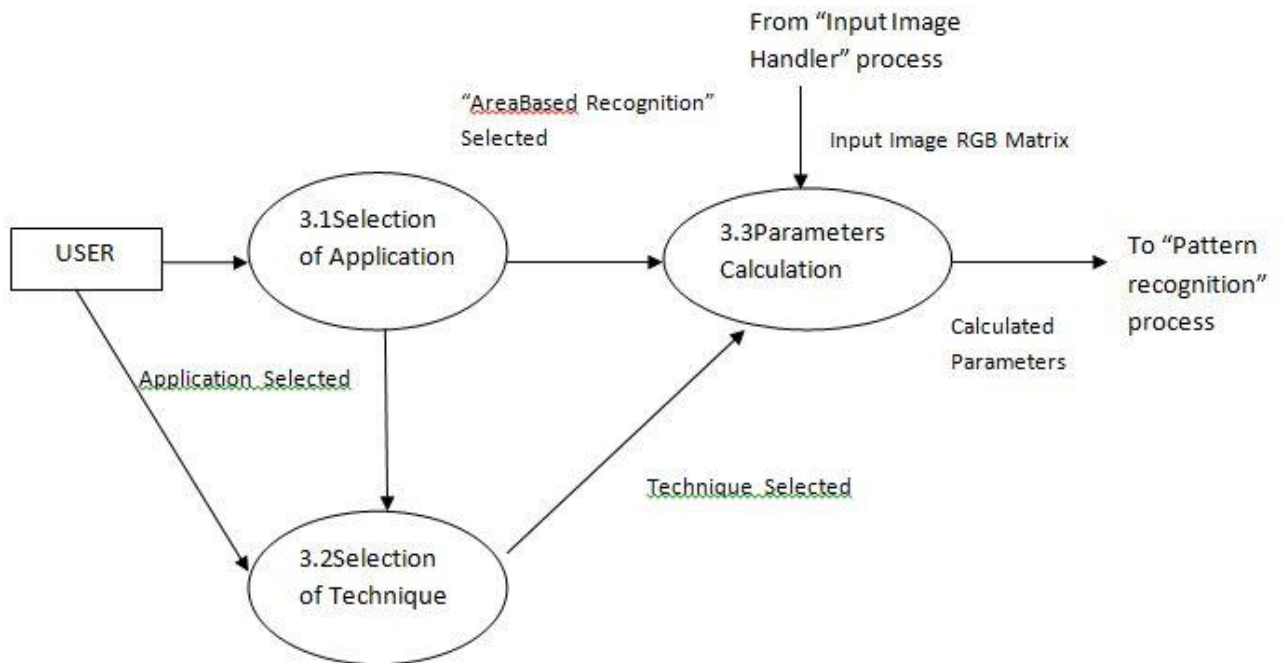 From “Input Image
Handler” process
“AreaBased Recognition”
Selected
Input Image RGB Matrix
USER
3.1Selection
of Application
3.3Parameters
Calculation
To “Pattern
recognition”
process
Calculated
Parameters
Application Selected
Technique Selected
3.2Selection
of Technique